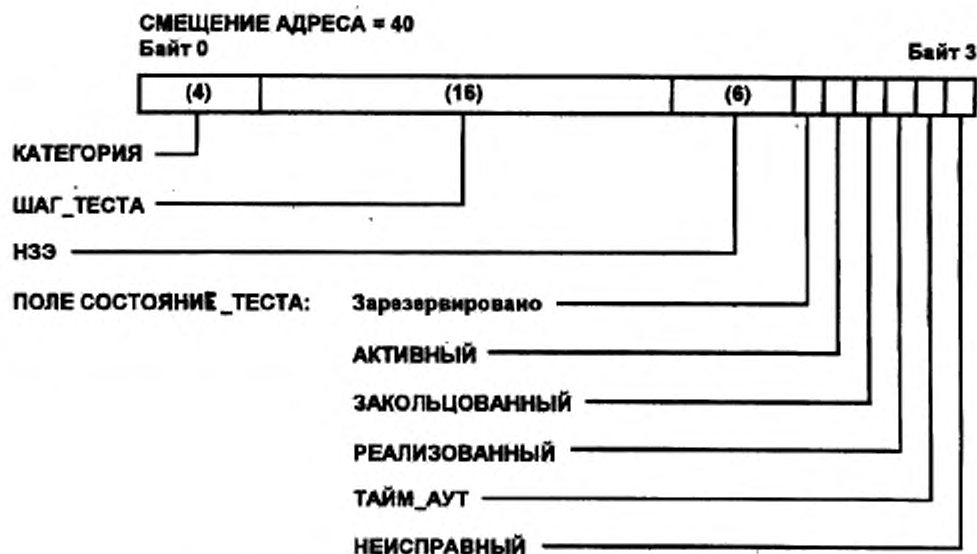 СМЕЩЕНИЕ АДРЕСА = 40
Байт 0 Байт 3
(4) (16) (6)
КАТЕГОРИЯ
ШАГ_ТЕСТА
НЗЭ
ПОЛЕ СОСТОЯНИЕ_ТЕСТА: Зарезервировано
АКТИВНЫЙ
ЗАКОЛЬЦОВАННЫЙ
РЕАЛИЗОВАННЫЙ
ТАЙМ_АУТ
НЕИСПРАВНЫЙ